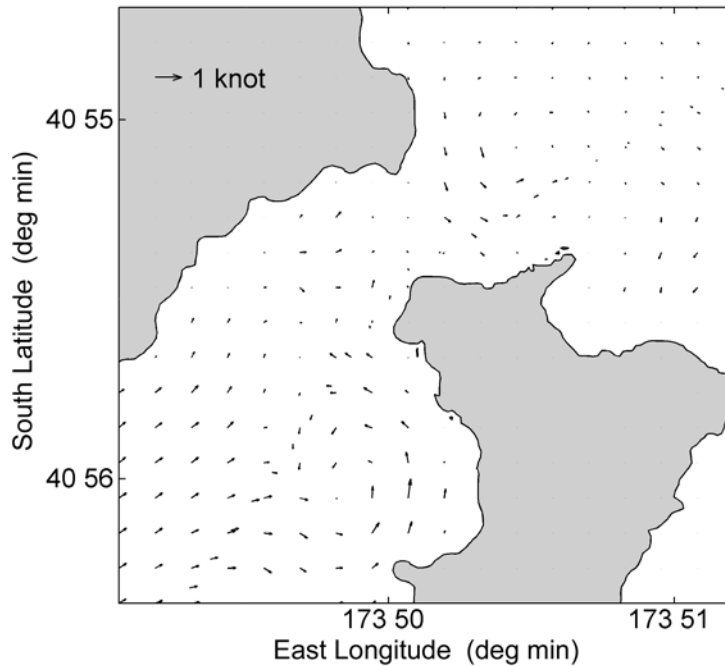 1 knot
40 55
40 56
South Latitude (deg min)
173 50
173 51
East Longitude (deg min)